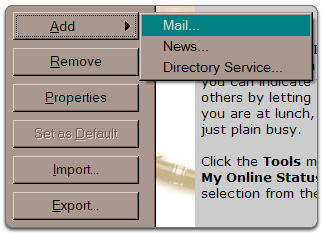 Add
Mail...
News...
Directory Service...
Remove
Properties
Set as Default
Import...
Export...
you can indicate
others by letting
you are at lunch,
just plain busy.
Click the Tools m
My Online Status
selection from the